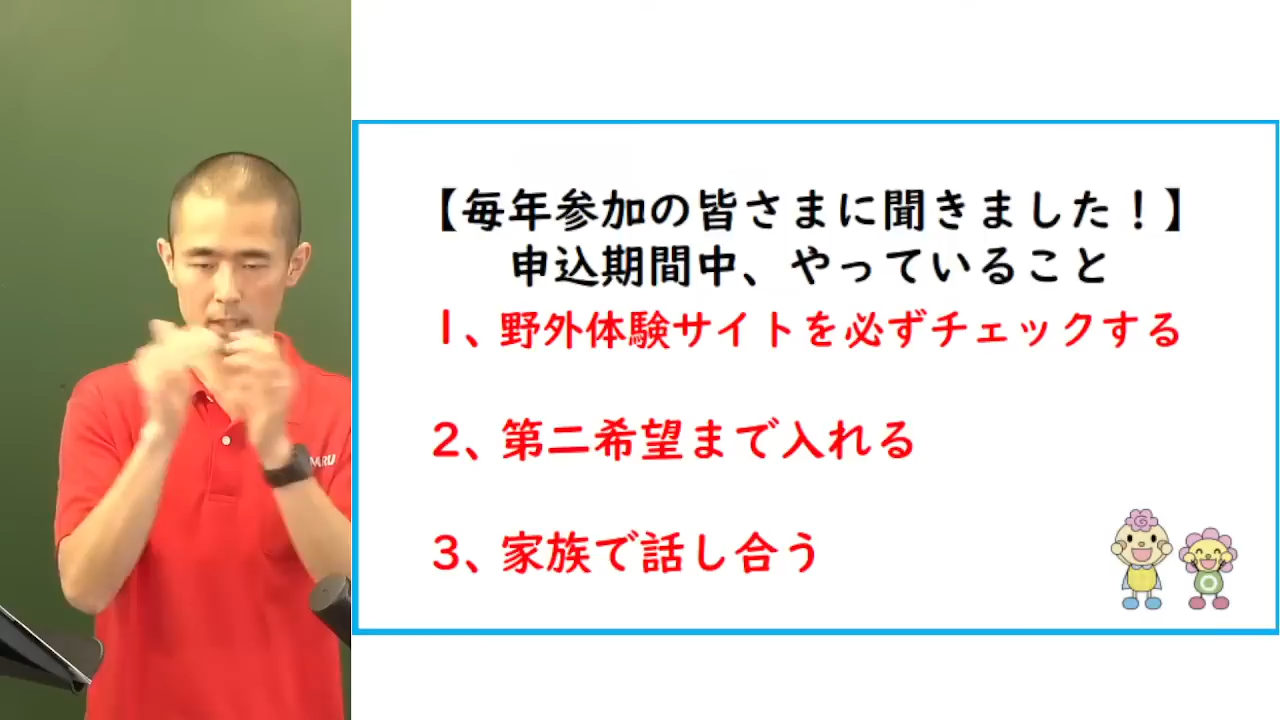 【毎年参加の皆さまに聞きました！】
申込期間中、やっていること
1、野外体験サイトを必ずチェックする
2、第二希望まで入れる
3、家族で話し合う